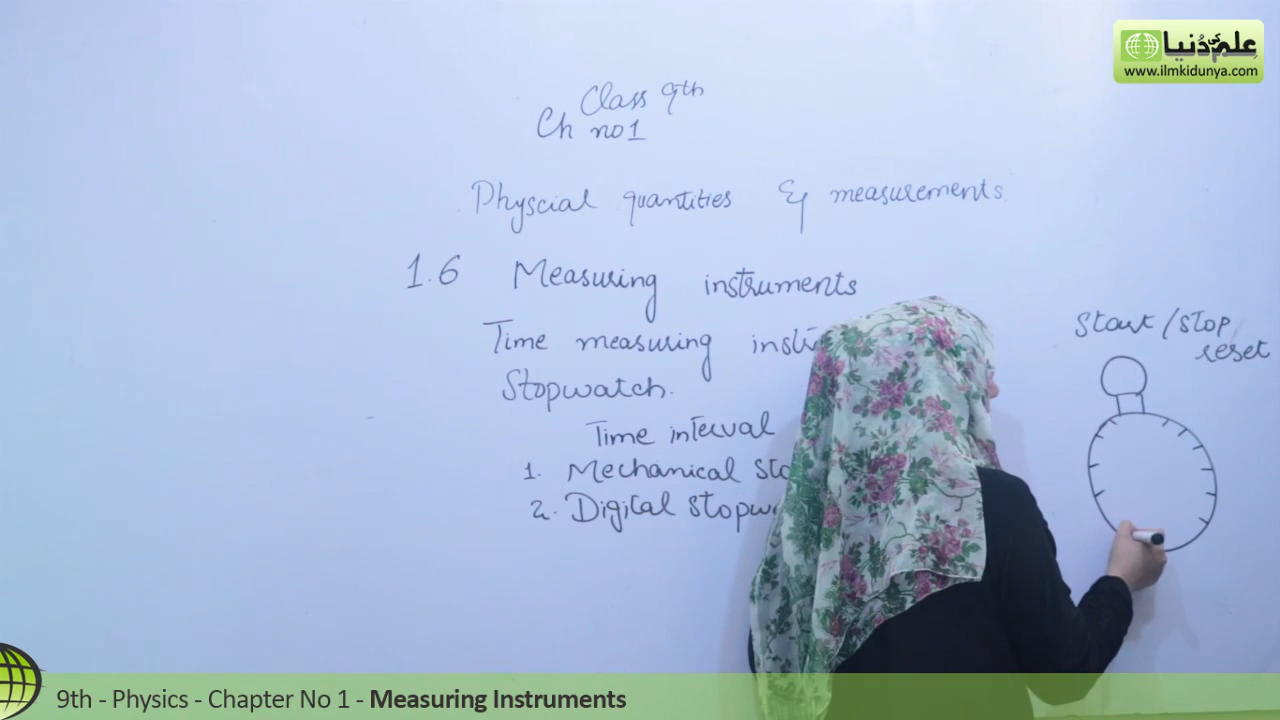 علم کی دُنیا
www.ilmkidunya.com
Class 9th
Ch no 1
Physcial quantities & measurements.
1.6 Measuring instruments
Time measuring
Stopwatch.
Time interval
1. Mechanical
2. Digital
Start/Stop
reset
9th - Physics - Chapter No 1 - Measuring Instruments